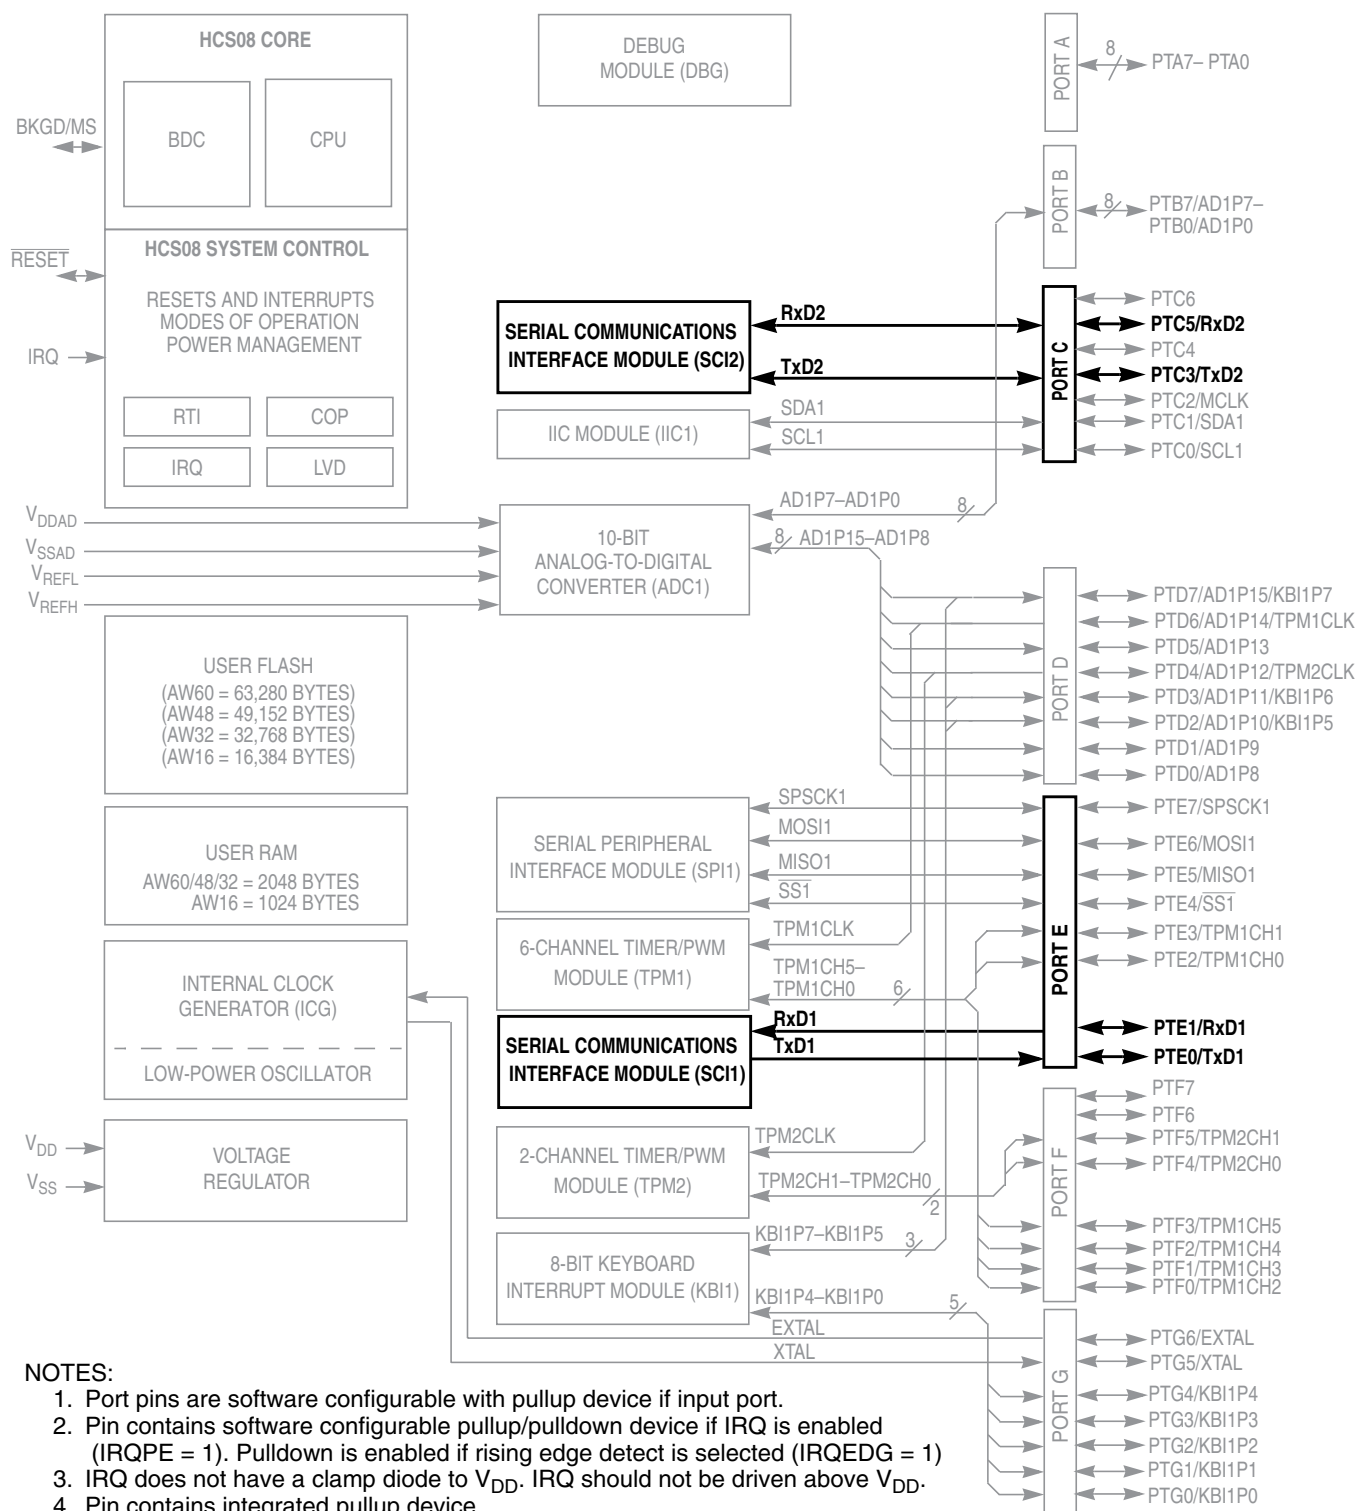 HCS08 CORE
BDC
CPU
BKGD/MS
HCS08 SYSTEM CONTROL
RESET
RESETS AND INTERRUPTS
MODES OF OPERATION
POWER MANAGEMENT
IRQ
RTI
COP
IRQ
LVD
VDDAD
VSSAD
VREFL
VREFH
USER FLASH
(AW60 = 63,280 BYTES)
(AW48 = 49,152 BYTES)
(AW32 = 32,768 BYTES)
(AW16 = 16,384 BYTES)
USER RAM
AW60/48/32 = 2048 BYTES
AW16 = 1024 BYTES
INTERNAL CLOCK
GENERATOR (ICG)
LOW-POWER OSCILLATOR
VDD
VSS
VOLTAGE
REGULATOR
DEBUG
MODULE (DBG)
SERIAL COMMUNICATIONS
INTERFACE MODULE (SCI2)
RxD2
TxD2
IIC MODULE (IIC1)
SDA1
SCL1
10-BIT
ANALOG-TO-DIGITAL
CONVERTER (ADC1)
AD1P7–AD1P0
8
8
AD1P15–AD1P8
SERIAL PERIPHERAL
INTERFACE MODULE (SPI1)
SPSCK1
MOSI1
MISO1
SS1
6-CHANNEL TIMER/PWM
MODULE (TPM1)
TPM1CLK
TPM1CH5–
TPM1CH0
6
SERIAL COMMUNICATIONS
INTERFACE MODULE (SCI1)
RxD1
TxD1
2-CHANNEL TIMER/PWM
MODULE (TPM2)
TPM2CLK
TPM2CH1–TPM2CH0
2
8-BIT KEYBOARD
INTERRUPT MODULE (KBI1)
KBI1P7–KBI1P5
3
KBI1P4–KBI1P0
5
EXTAL
XTAL
PORT A
8
PTA7– PTA0
PORT B
8
PTB7/AD1P7–
PTB0/AD1P0
PORT C
PTC6
PTC5/RxD2
PTC4
PTC3/TxD2
PTC2/MCLK
PTC1/SDA1
PTC0/SCL1
PORT D
PTD7/AD1P15/KBI1P7
PTD6/AD1P14/TPM1CLK
PTD5/AD1P13
PTD4/AD1P12/TPM2CLK
PTD3/AD1P11/KBI1P6
PTD2/AD1P10/KBI1P5
PTD1/AD1P9
PTD0/AD1P8
PORT E
PTE7/SPSCK1
PTE6/MOSI1
PTE5/MISO1
PTE4/SS1
PTE3/TPM1CH1
PTE2/TPM1CH0
PTE1/RxD1
PTE0/TxD1
PORT F
PTF7
PTF6
PTF5/TPM2CH1
PTF4/TPM2CH0
PTF3/TPM1CH5
PTF2/TPM1CH4
PTF1/TPM1CH3
PTF0/TPM1CH2
PORT G
PTG6/EXTAL
PTG5/XTAL
PTG4/KBI1P4
PTG3/KBI1P3
PTG2/KBI1P2
PTG1/KBI1P1
PTG0/KBI1P0
NOTES:
1. Port pins are software configurable with pullup device if input port.
2. Pin contains software configurable pullup/pulldown device if IRQ is enabled
(IRQPE = 1). Pulldown is enabled if rising edge detect is selected (IRQEDG = 1)
3. IRQ does not have a clamp diode to VDD. IRQ should not be driven above VDD.
4. Pin contains integrated pullup device.